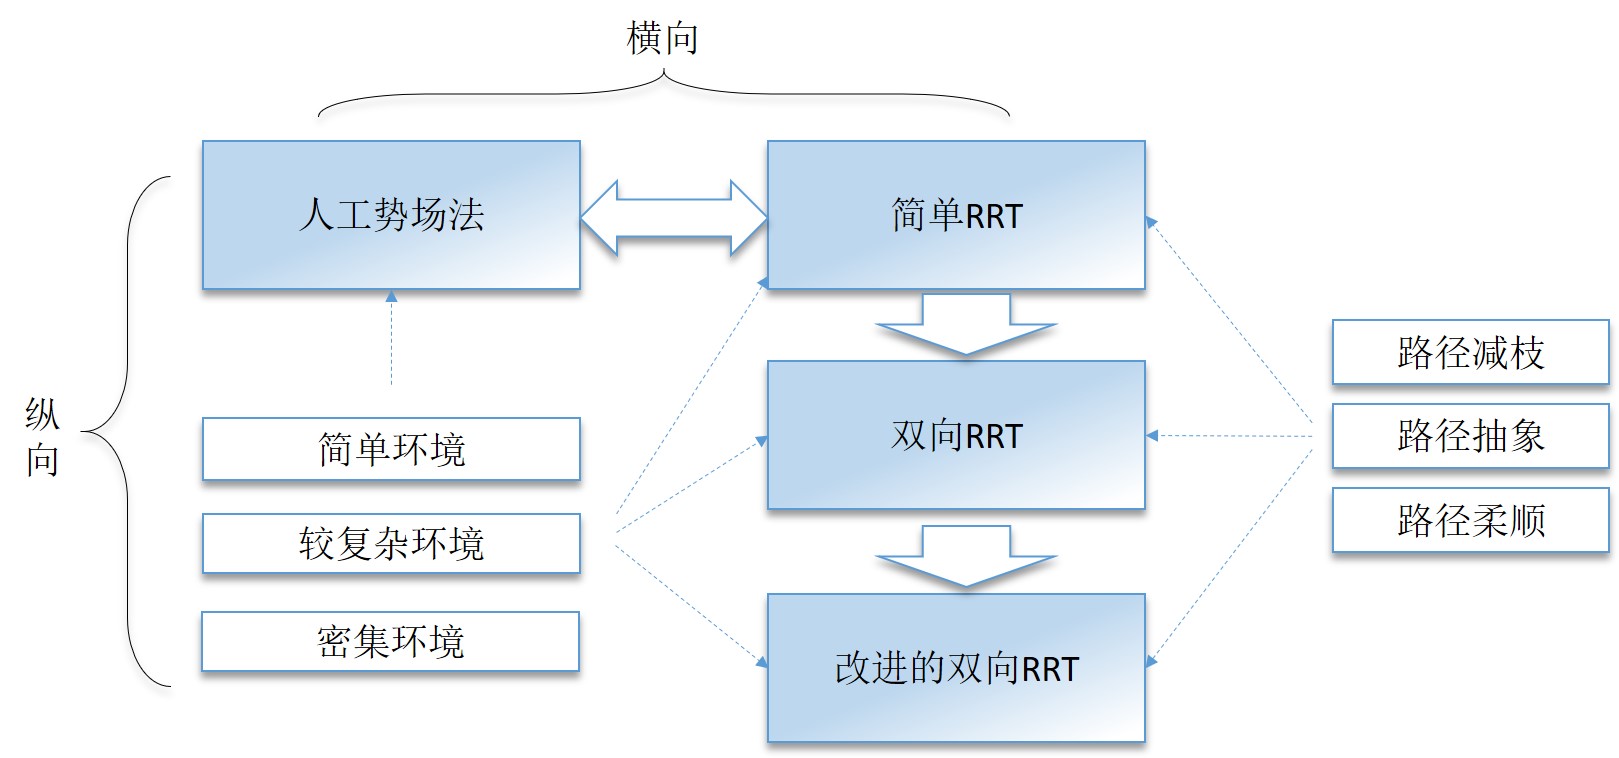 横向
人工势场法
简单RRT
纵
向
简单环境
较复杂环境
密集环境
双向RRT
改进的双向RRT
路径减枝
路径抽象
路径柔顺